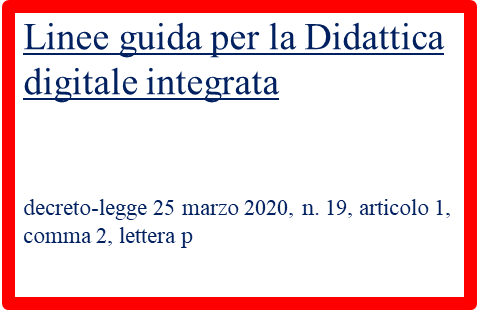 Linee guida per la Didattica
digitale integrata
decreto-legge 25 marzo 2020, n. 19, articolo 1,
comma 2, lettera p